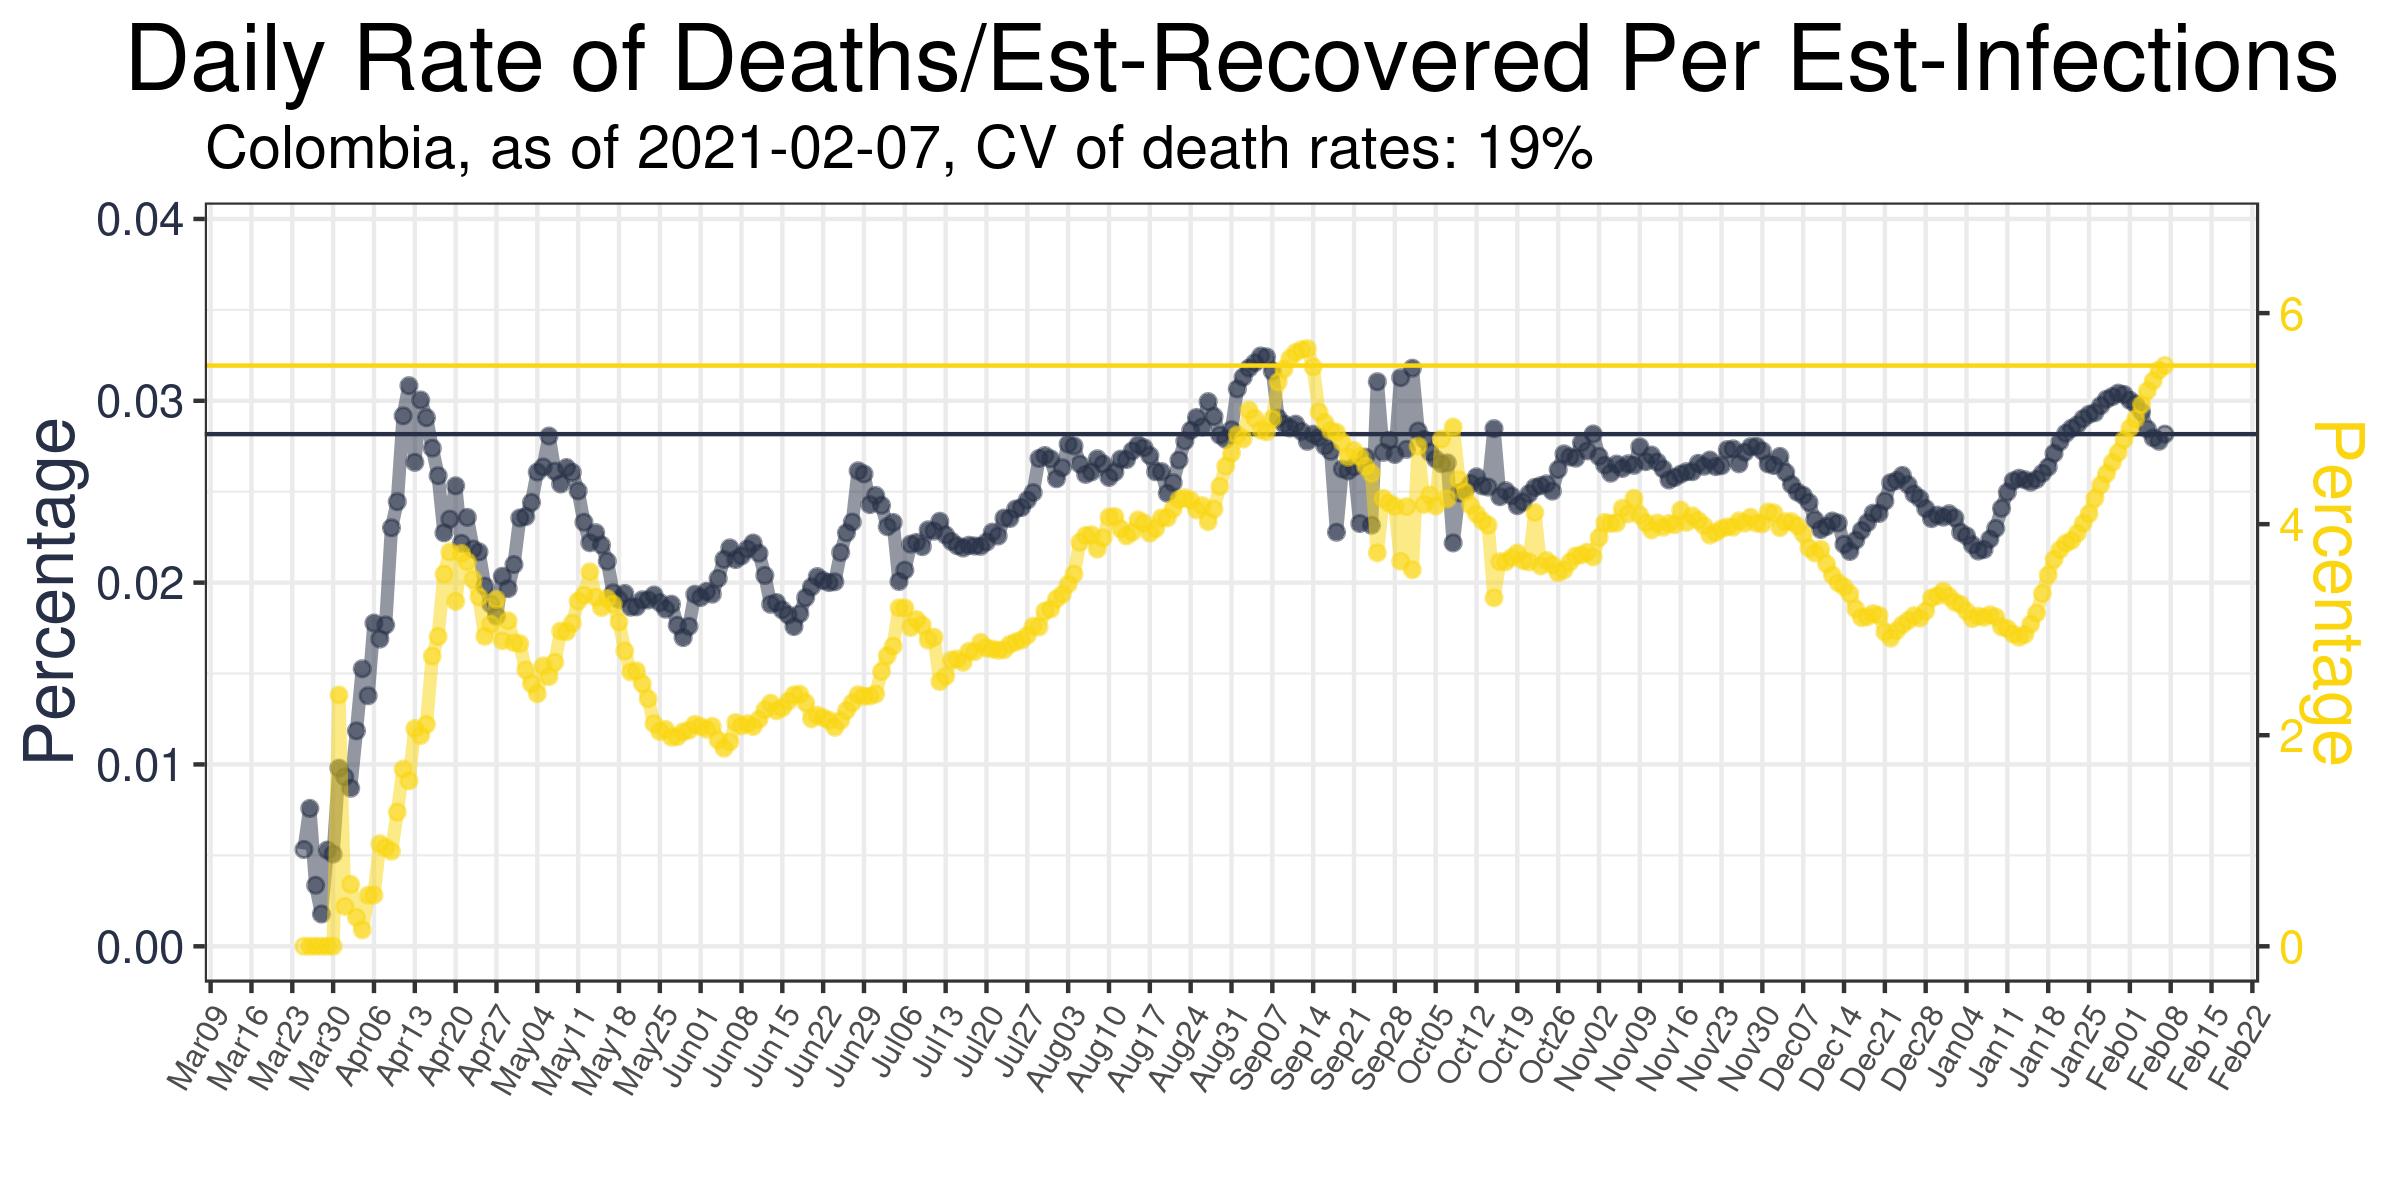 Daily Rate of Deaths/Est-Recovered Per Est-Infections
Colombia, as of 2021-02-07, CV of death rates: 19%
Percentage
0.04
0.03
0.02
0.01
0.00
6
4
2
0
Percentage
Mar09
Mar16
Mar23
Mar30
Apr06
Apr13
Apr20
Apr27
May04
May11
May18
May25
Jun01
Jun08
Jun15
Jun22
Jun29
Jul06
Jul13
Jul20
Jul27
Aug03
Aug10
Aug17
Aug24
Aug31
Sep07
Sep14
Sep21
Sep28
Oct05
Oct12
Oct19
Oct26
Nov02
Nov09
Nov16
Nov23
Nov30
Dec07
Dec14
Dec21
Dec28
Jan04
Jan11
Jan18
Jan25
Feb01
Feb08
Feb15
Feb22